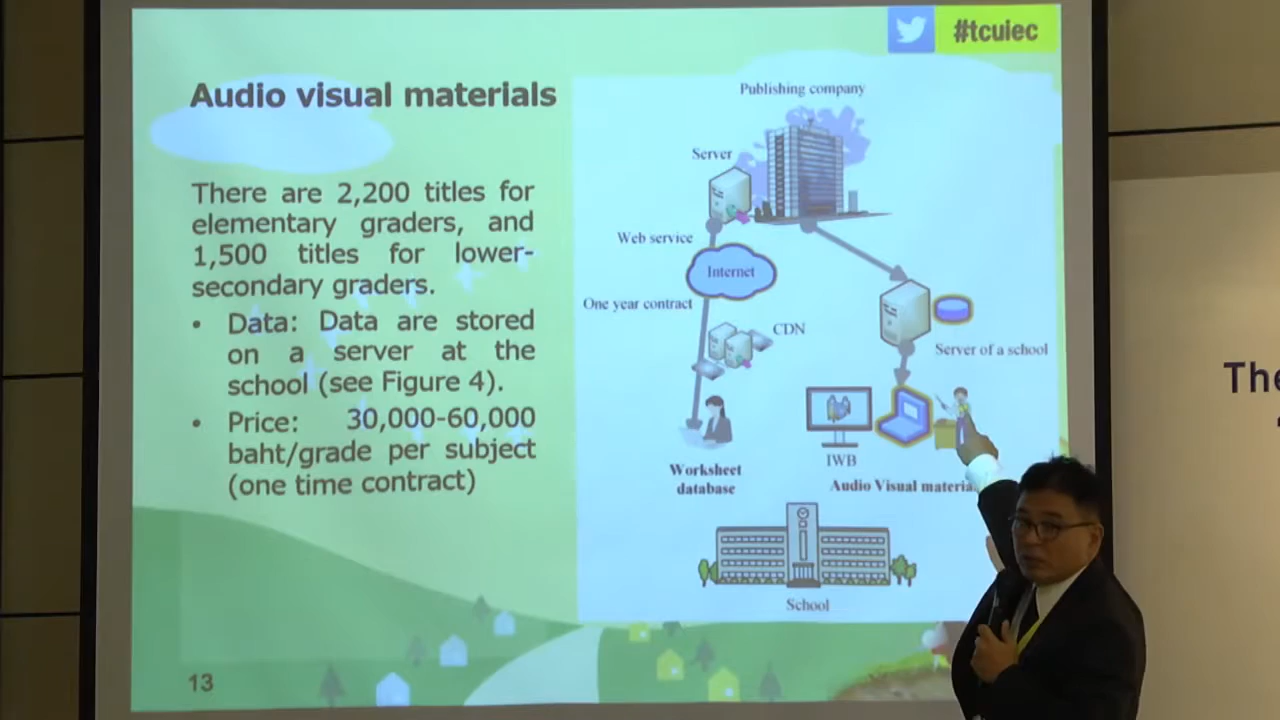 #tcuiec
Audio visual materials
There are 2,200 titles for
elementary graders, and
1,500 titles for lower-
secondary graders.
• Data: Data are stored
on a server at the
school (see Figure 4).
• Price: 30,000-60,000
baht/grade per subject
(one time contract)
13
Publishing company
Server
Web service
Internet
One year contract
CDN
Server of a school
IWB
Worksheet
database
Audio Visual materia
School
The